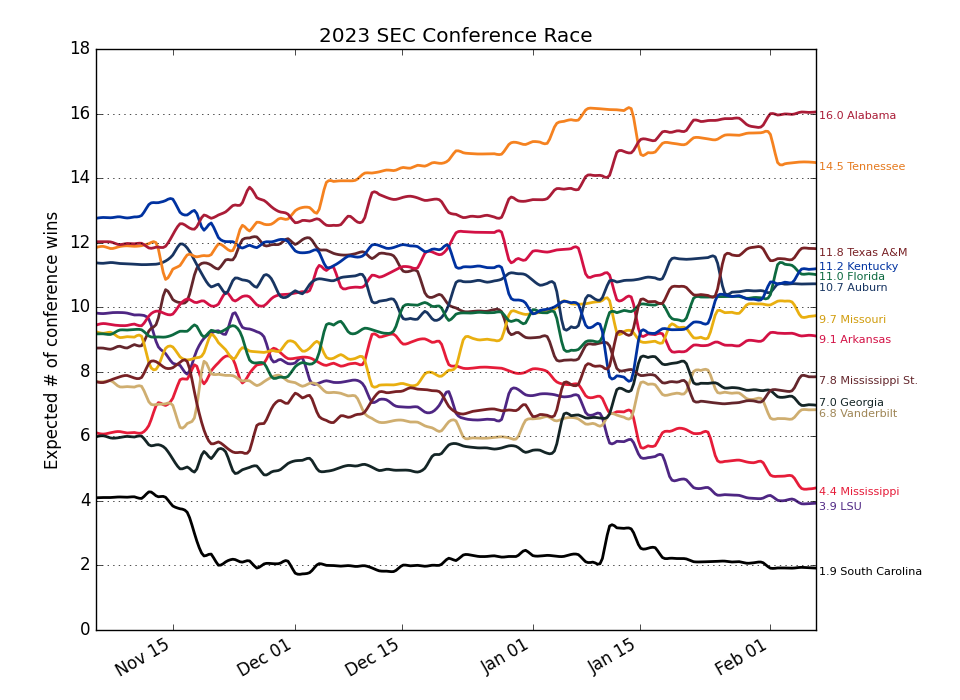 2023 SEC Conference Race
Expected # of conference wins
18
16
14
12
10
8
6
4
2
0
Nov 15
Dec 01
Dec 15
Jan 01
Jan 15
Feb 01
16.0 Alabama
14.5 Tennessee
11.8 Texas A&M
11.2 Kentucky
11.0 Florida
10.7 Auburn
9.7 Missouri
9.1 Arkansas
7.8 Mississippi St.
7.0 Georgia
6.8 Vanderbilt
4.4 Mississippi
3.9 LSU
1.9 South Carolina